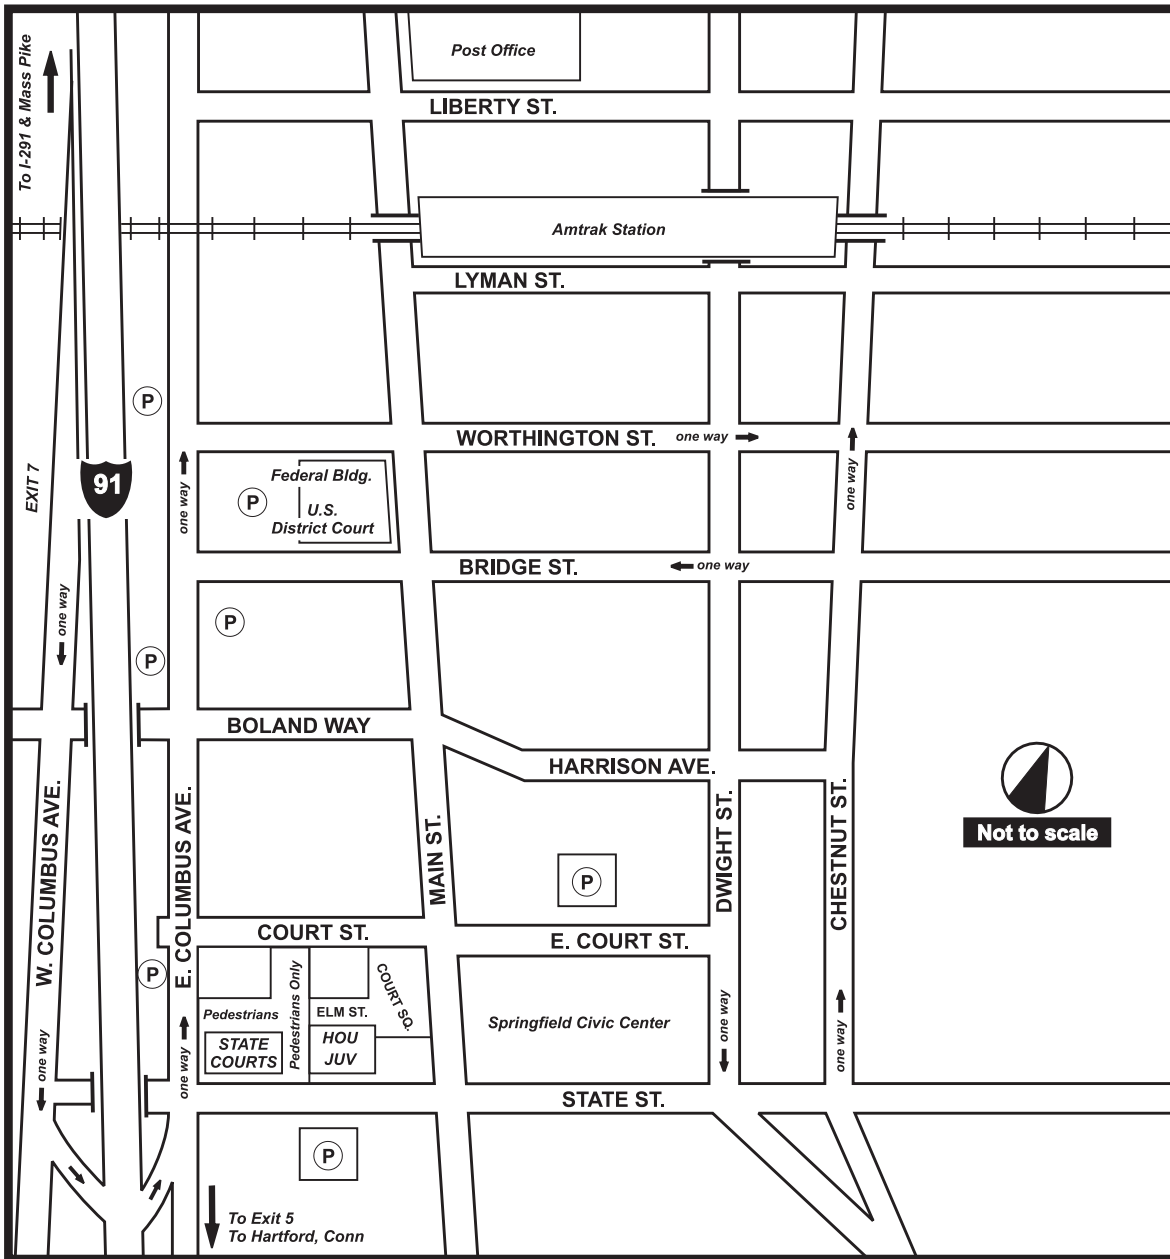 To I-291 & Mass Pike
Post Office
LIBERTY ST.
Amtrak Station
LYMAN ST.
P
WORTHINGTON ST.
one way
EXIT 7
91
one way
Federal Bldg.
P
U.S.
District Court
one way
BRIDGE ST.
one way
one way
P
P
BOLAND WAY
HARRISON AVE.
W. COLUMBUS AVE.
E. COLUMBUS AVE.
MAIN ST.
DWIGHT ST.
CHESTNUT ST.
Not to scale
P
COURT ST.
E. COURT ST.
P
Pedestrians Only
COURT SQ.
Pedestrians
ELM ST.
STATE
COURTS
HOU
JUV
Springfield Civic Center
one way
one way
one way
one way
STATE ST.
P
To Exit 5
To Hartford, Conn